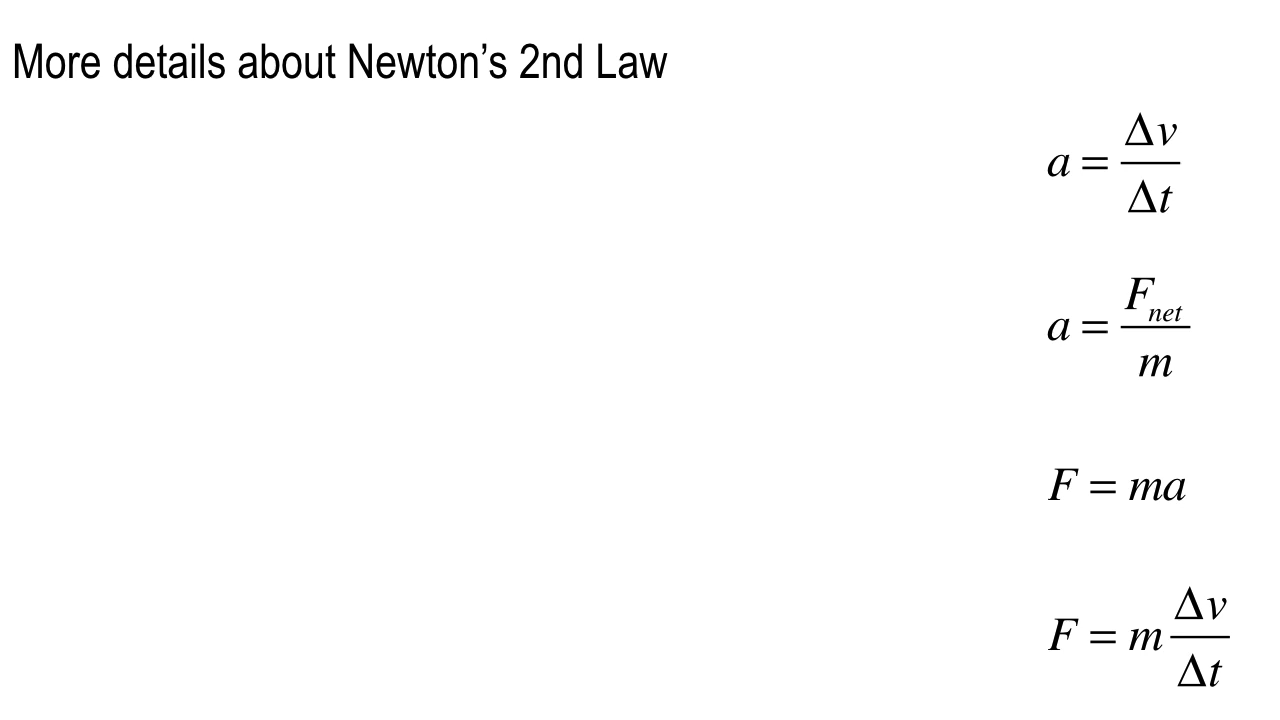 More details about Newton’s 2nd Law
a = Δv/Δt
a = F_net/m
F = ma
F = m Δv/Δt